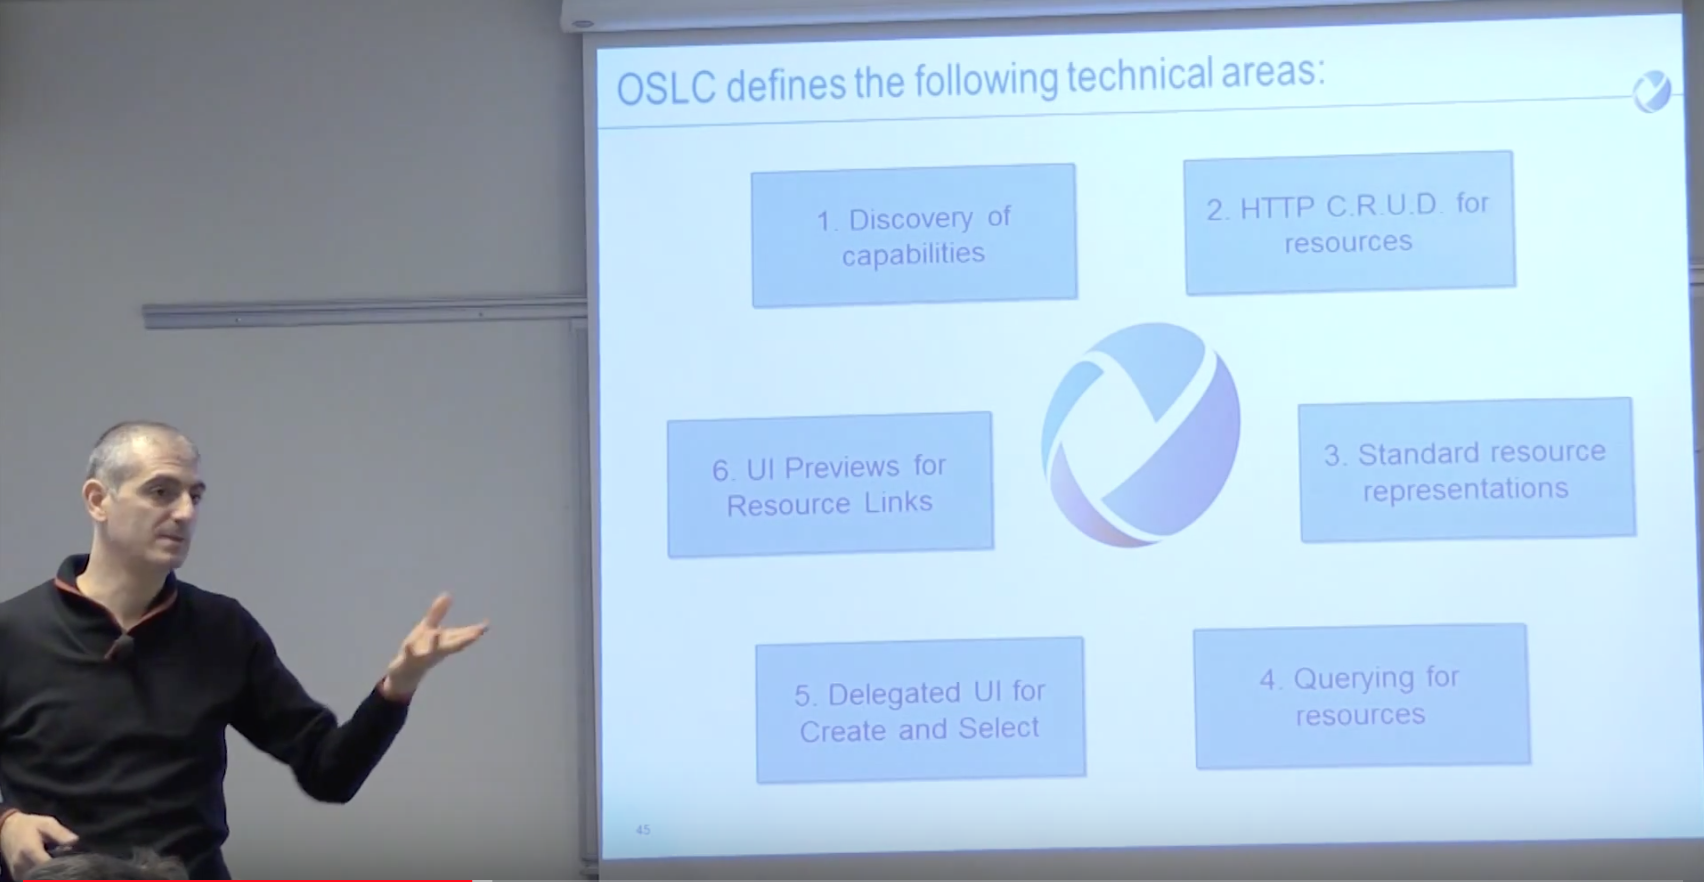 OSLC defines the following technical areas:
1. Discovery of
capabilities
2. HTTP C.R.U.D. for
resources
3. Standard resource
representations
4. Querying for
resources
5. Delegated UI for
Create and Select
6. UI Previews for
Resource Links
45